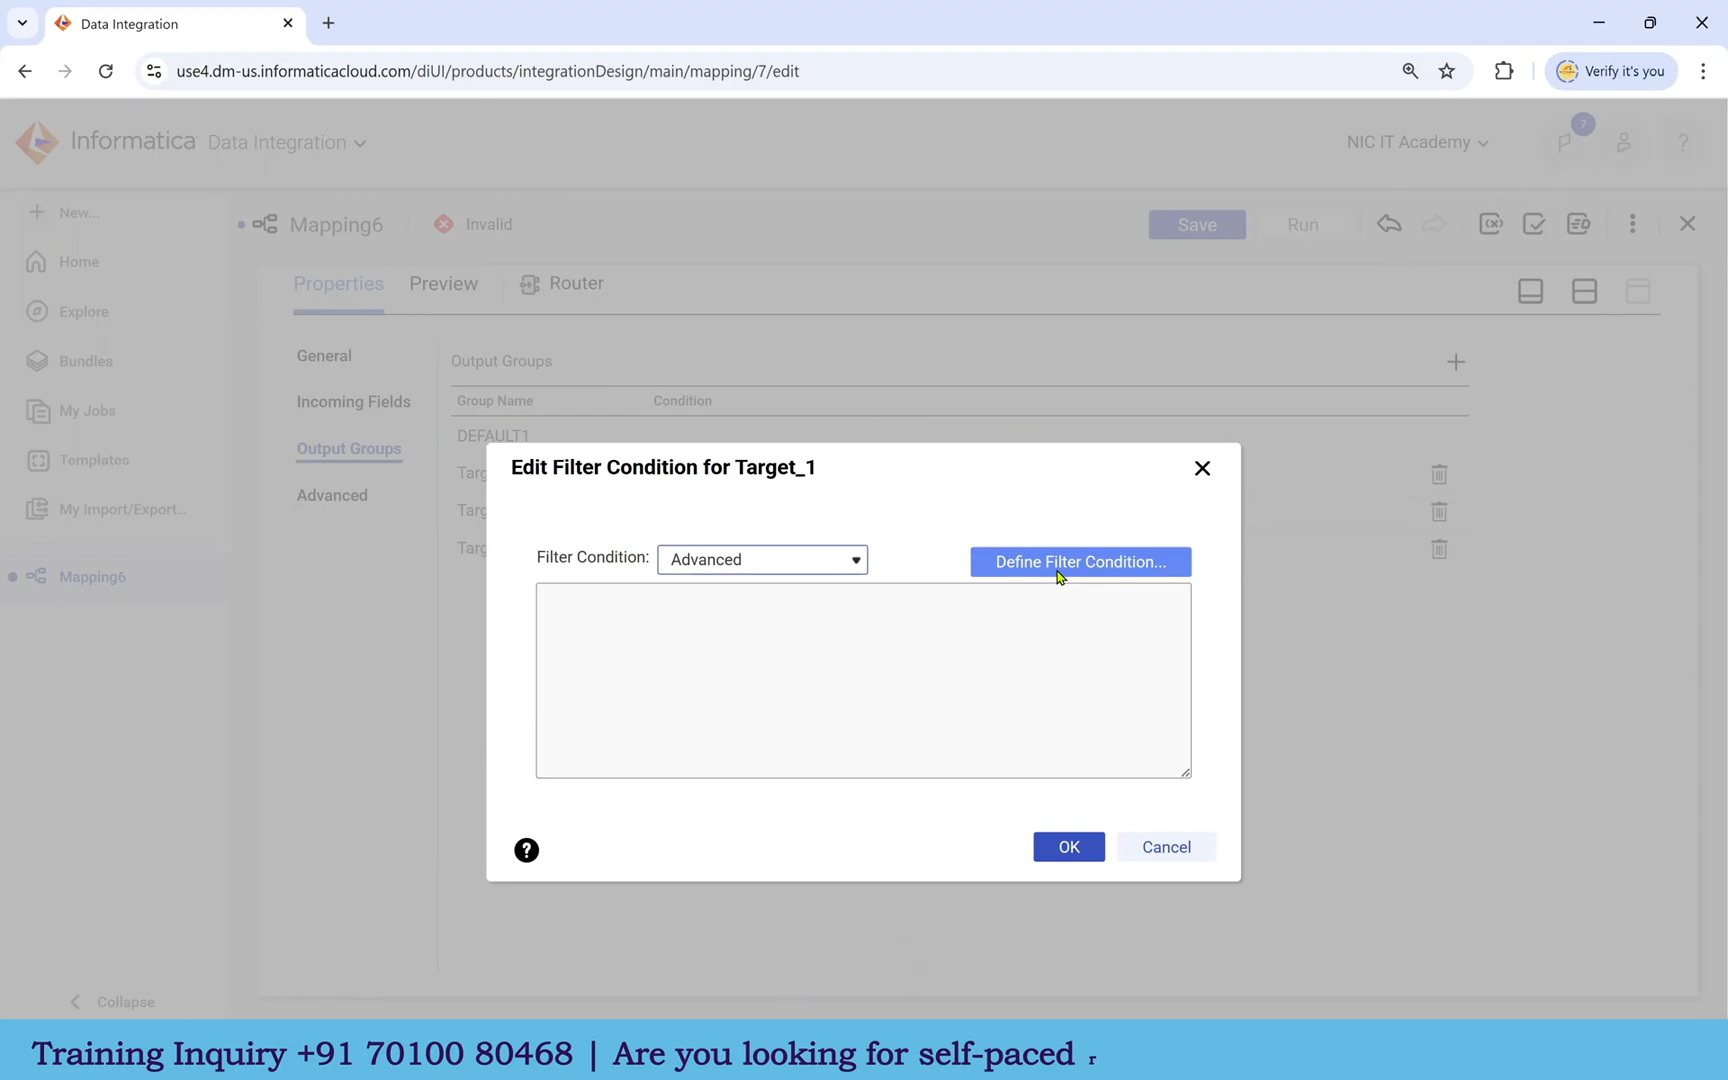 Data Integration
use4.dm-us.informaticacloud.com/diUI/products/integrationDesign/main/mapping/7/edit
Verify it's you
Informatica Data Integration
NIC IT Academy
7
?
New...
Home
Explore
Bundles
My Jobs
Templates
My Import/Export...
Mapping6
Collapse
Mapping6
Invalid
Save
Run
Properties
Preview
Router
General
Incoming Fields
Output Groups
Advanced
Output Groups
Group Name
Condition
DEFAULT1
Targ
Targ
Targ
Edit Filter Condition for Target_1
Filter Condition:
Advanced
Define Filter Condition...
?
OK
Cancel
Training Inquiry +91 70100 80468 | Are you looking for self-paced r